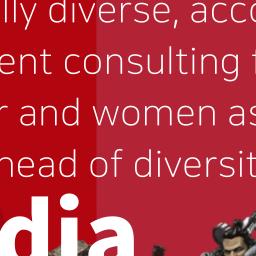 lly diverse, acco
ent consulting f
r and women as
head of diversit
dia